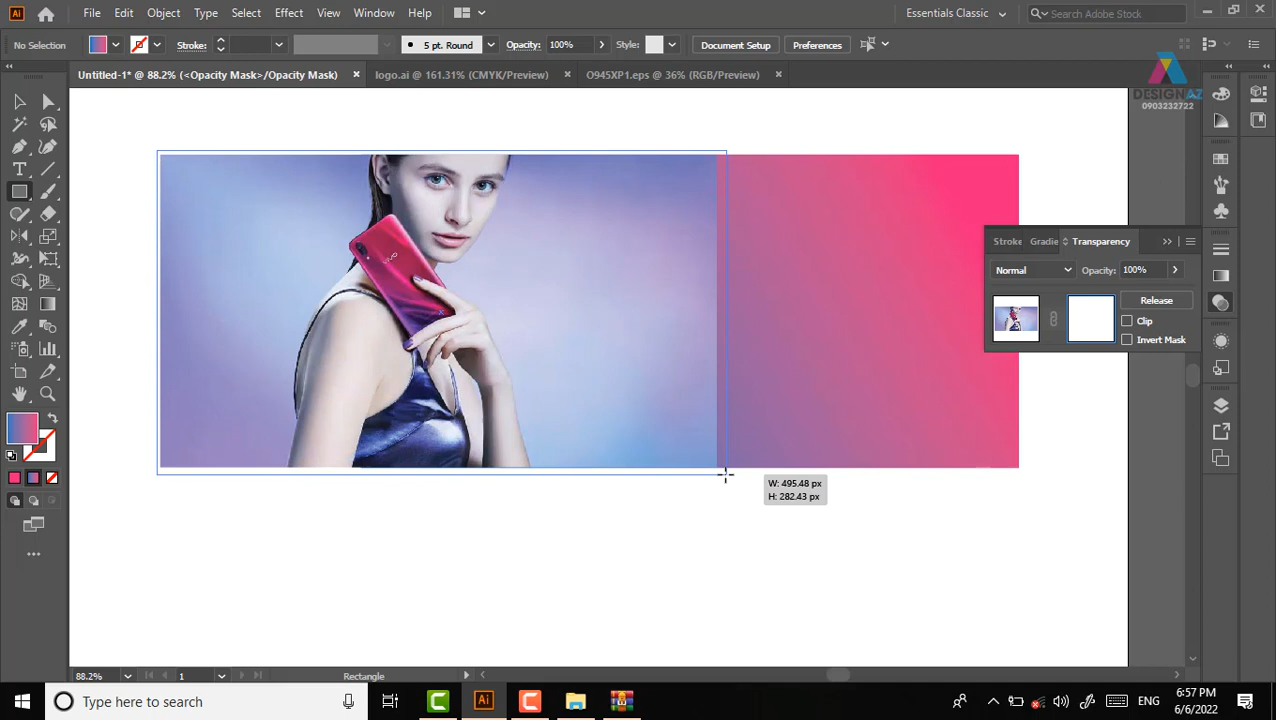 Ai File Edit Object Type Select Effect View Window Help Essentials Classic Search Adobe Stock
No Selection Stroke: 5 pt. Round Opacity: 100% Style: Document Setup Preferences
Untitled-1* @ 88.2% (<Opacity Mask>/Opacity Mask) × logo.ai @ 161.31% (CMYK/Preview) × O945XP1.eps @ 36% (RGB/Preview) ×
DESIGNAZ
0903232722
vivo
Stroke Gradie Transparency
Normal Opacity: 100%
Release
Clip
Invert Mask
W: 495.48 px
H: 282.43 px
88.2% 1 Rectangle
Type here to search Ai ENG 6:57 PM
6/6/2022